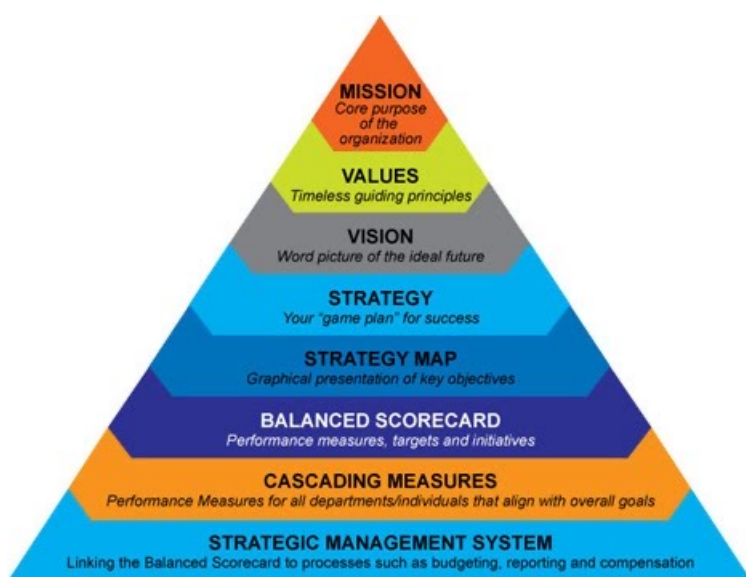 MISSION
Core purpose
of the
organization
VALUES
Timeless guiding principles
VISION
Word picture of the ideal future
STRATEGY
Your “game plan” for success
STRATEGY MAP
Graphical presentation of key objectives
BALANCED SCORECARD
Performance measures, targets and initiatives
CASCADING MEASURES
Performance Measures for all departments/individuals that align with overall goals
STRATEGIC MANAGEMENT SYSTEM
Linking the Balanced Scorecard to processes such as budgeting, reporting and compensation